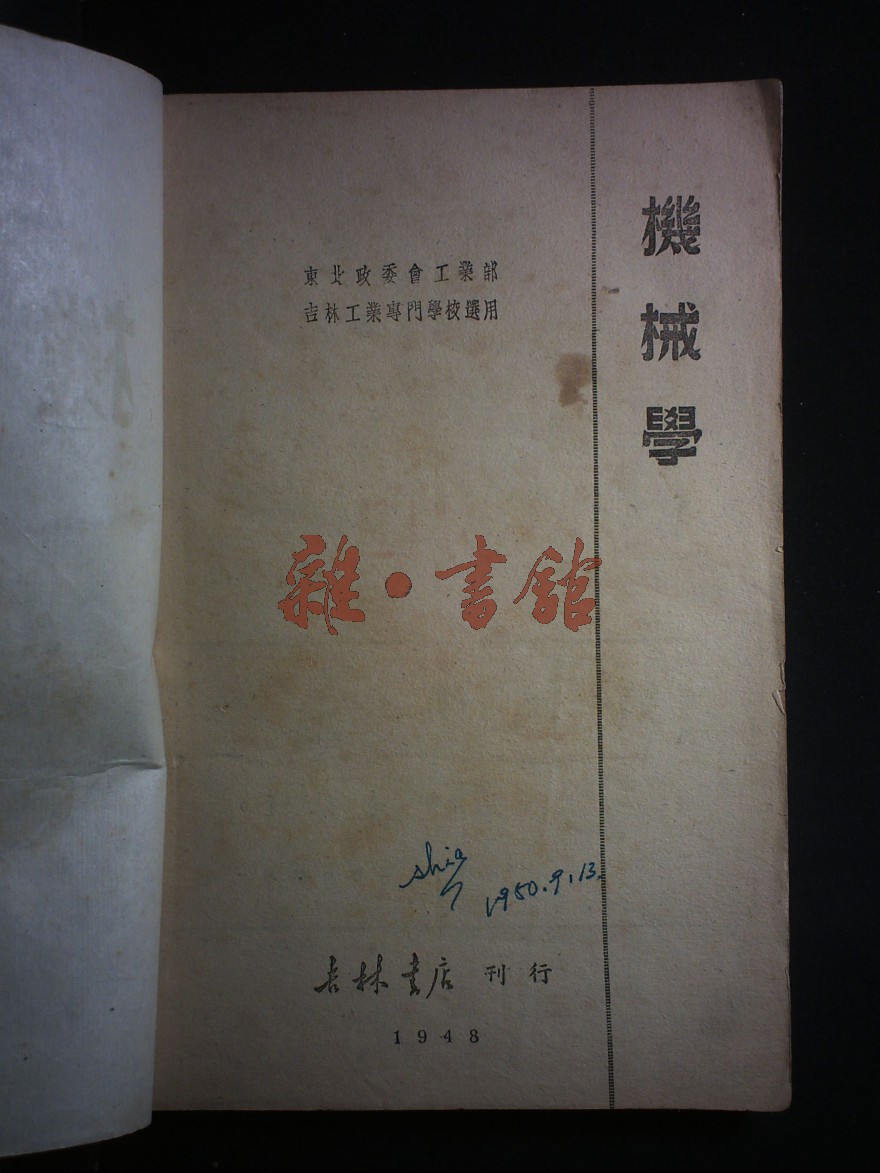 機械學
東北政委會工業部
吉林工業專門學校選用
雜·書館
1950.9.13.
吉林書店 刊行
1948